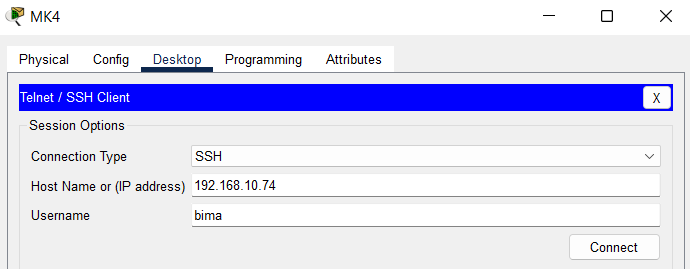 MK4
Physical Config Desktop Programming Attributes
Telnet / SSH Client X
Session Options
Connection Type SSH
Host Name or (IP address) 192.168.10.74
Username bima
Connect